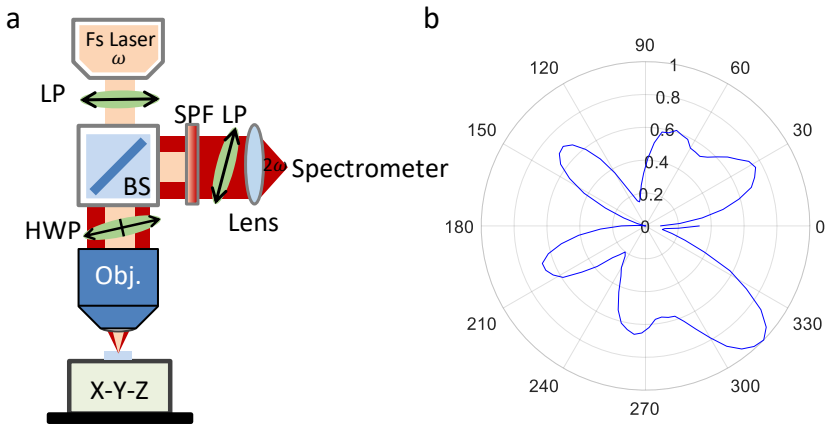 a
Fs Laser
ω
LP
SPF LP
BS
2ω Spectrometer
Lens
HWP
Obj.
X-Y-Z
b
90
1
120
60
0.8
0.6
150
30
0.4
0.2
180
0
0
210
330
240
300
270